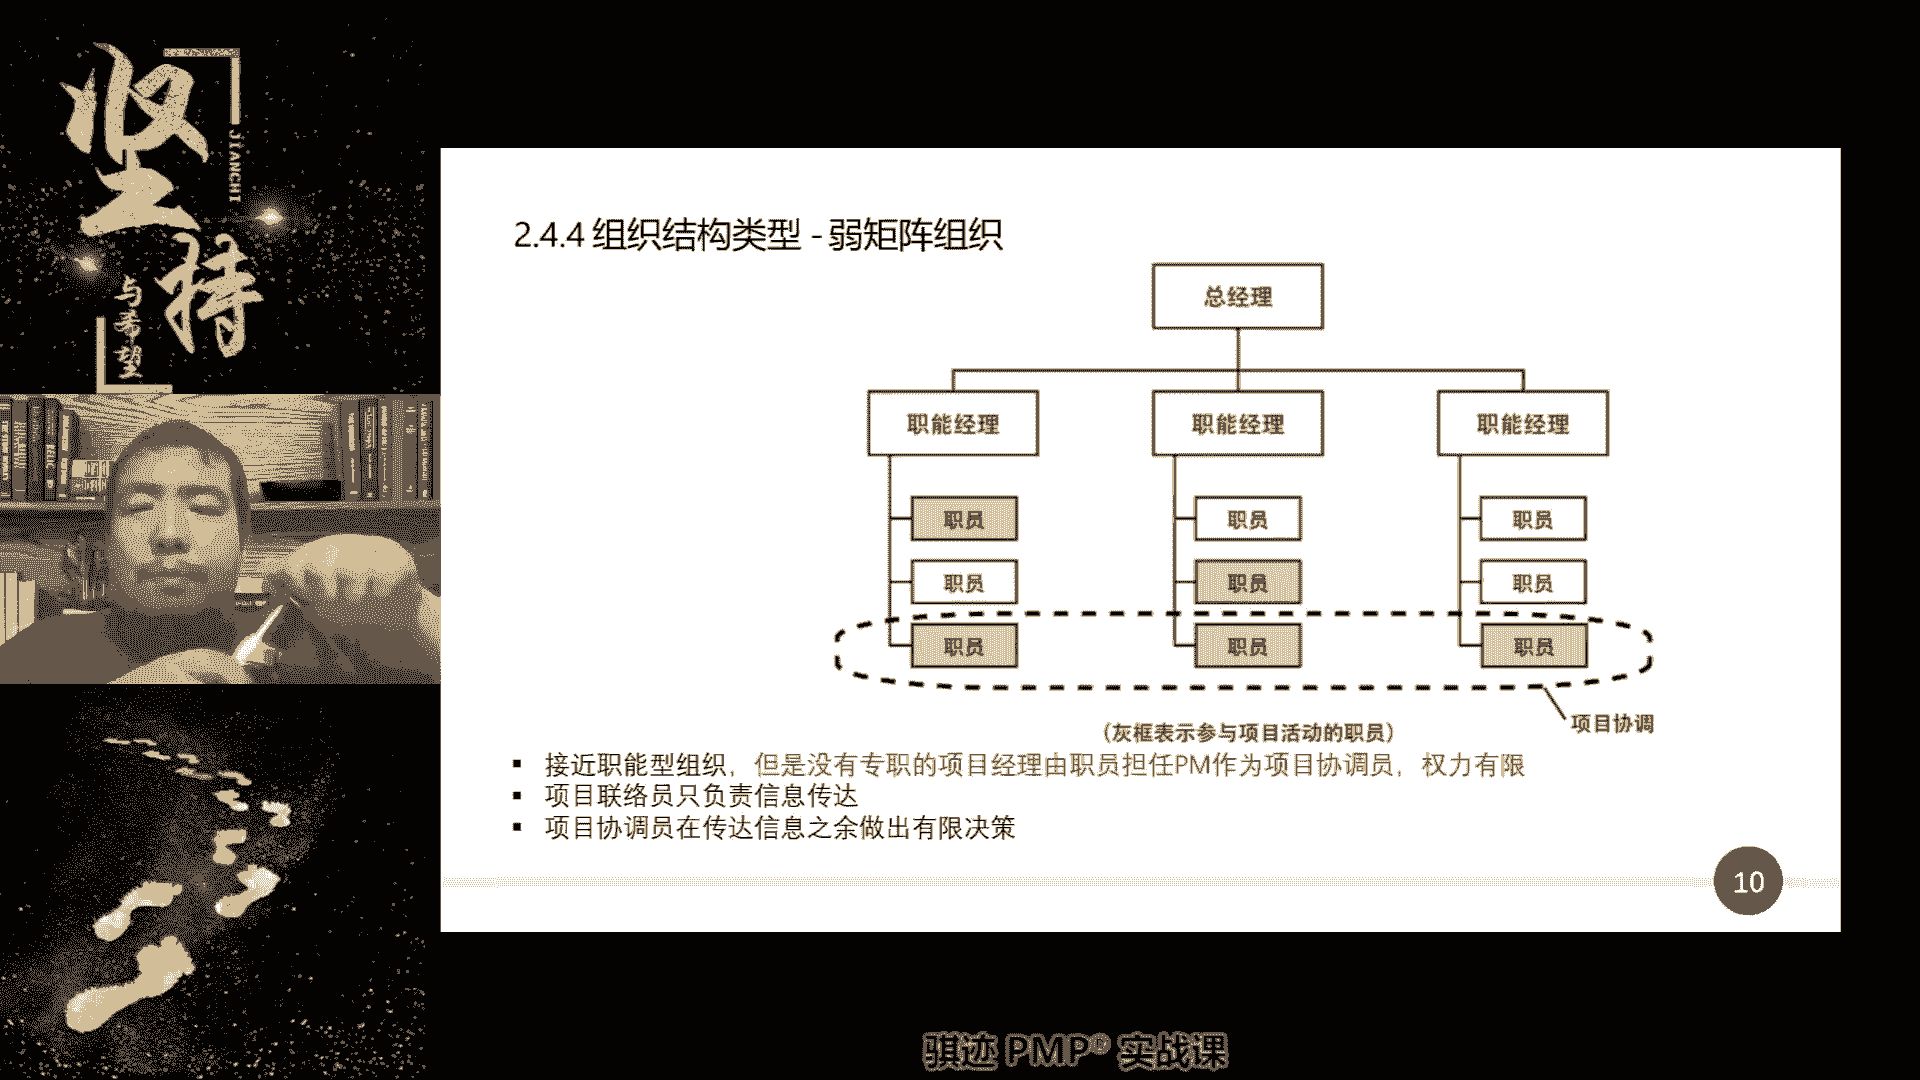 坚持
JIANCHI
与希望
2.4.4 组织结构类型 - 弱矩阵组织
总经理
职能经理 职能经理 职能经理
职员 职员 职员
职员 职员 职员
职员 职员 职员
项目协调
（灰框表示参与项目活动的职员）
▪ 接近职能型组织，但是没有专职的项目经理由职员担任PM作为项目协调员，权力有限
▪ 项目联络员只负责信息传达
▪ 项目协调员在传达信息之余做出有限决策
10
骐迹 PMP® 实战课